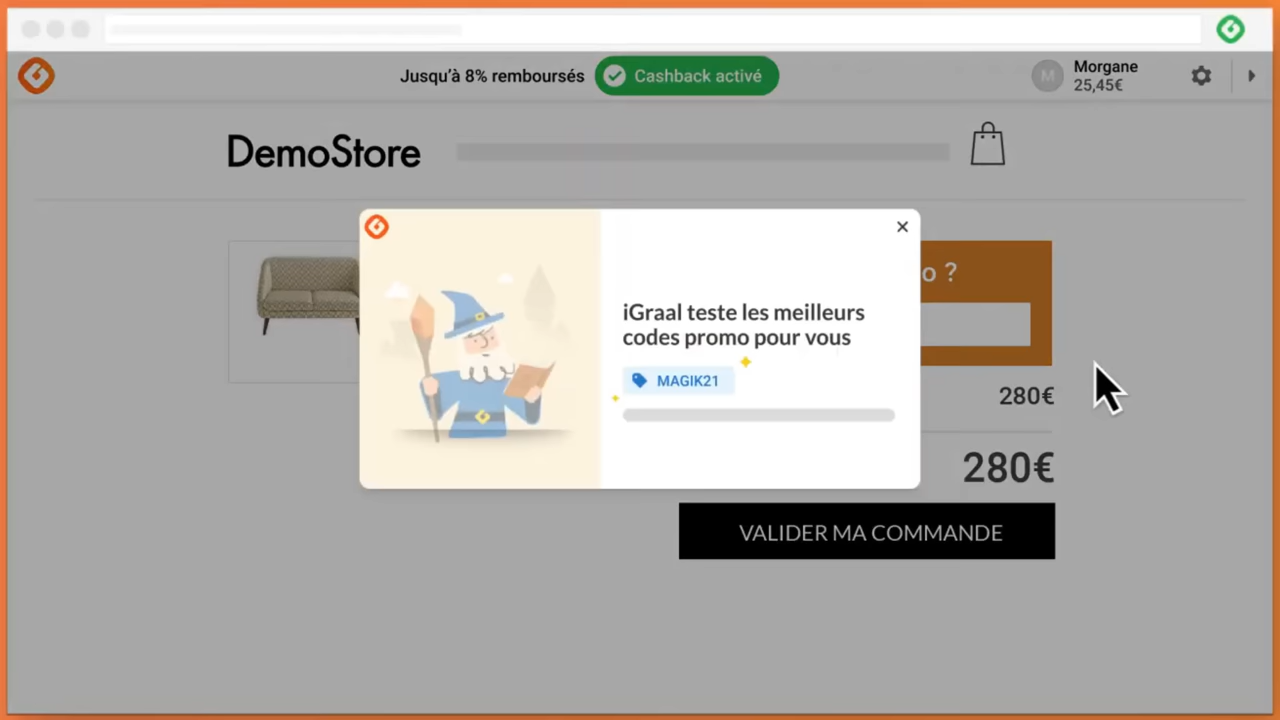 Jusqu'à 8% remboursés
Cashback activé
M
Morgane
25,45€
DemoStore
o ?
iGraal teste les meilleurs
codes promo pour vous
MAGIK21
280€
280€
VALIDER MA COMMANDE